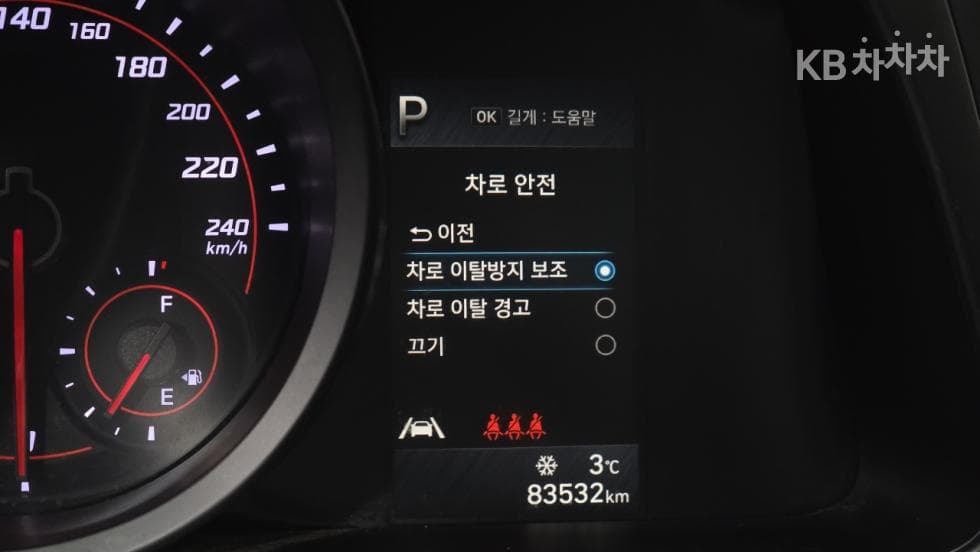 140
160
180
200
220
240
km/h
F
E
KB차차차
P
OK 길게 : 도움말
차로 안전
이전
차로 이탈방지 보조
차로 이탈 경고
끄기
3℃
83532km